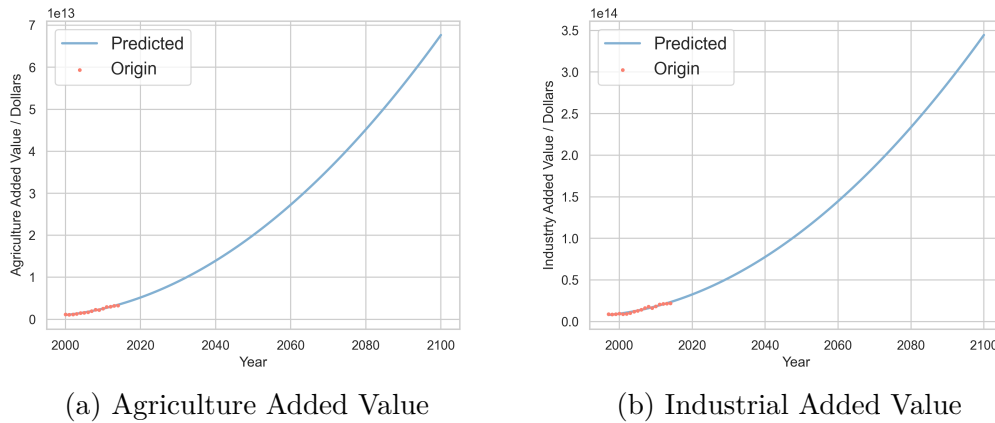 1e13
7
6
5
4
3
2
1
0
Agriculture Added Value / Dollars
Predicted
Origin
2000 2020 2040 2060 2080 2100
Year
(a) Agriculture Added Value
1e14
3.5
3.0
2.5
2.0
1.5
1.0
0.5
0.0
Industrty Added Value / Dollars
Predicted
Origin
2000 2020 2040 2060 2080 2100
Year
(b) Industrial Added Value